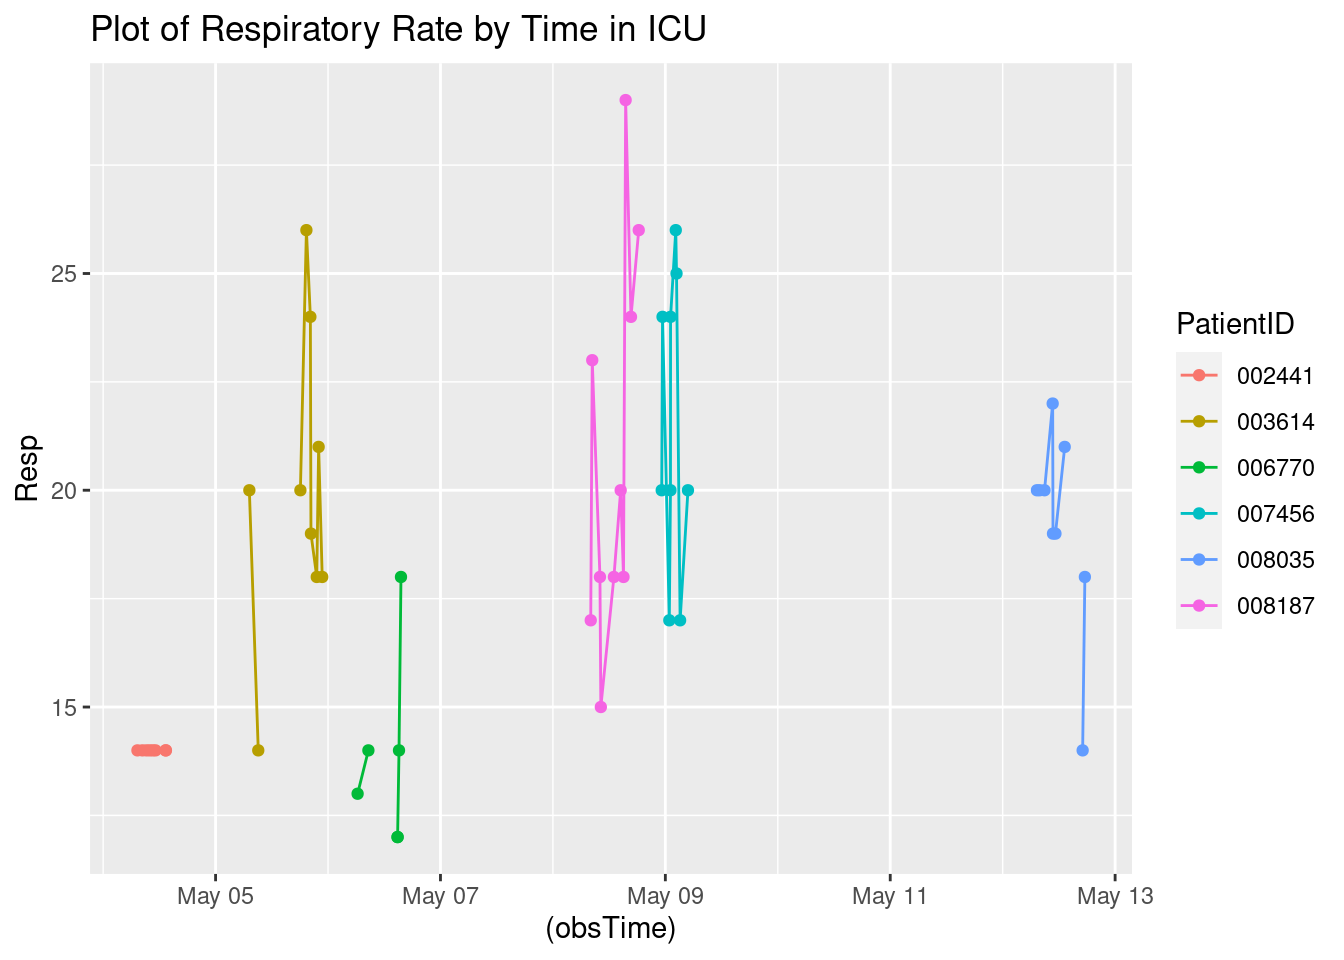 Plot of Respiratory Rate by Time in ICU
Resp
25
20
15
May 05
May 07
May 09
May 11
May 13
(obsTime)
PatientID
002441
003614
006770
007456
008035
008187